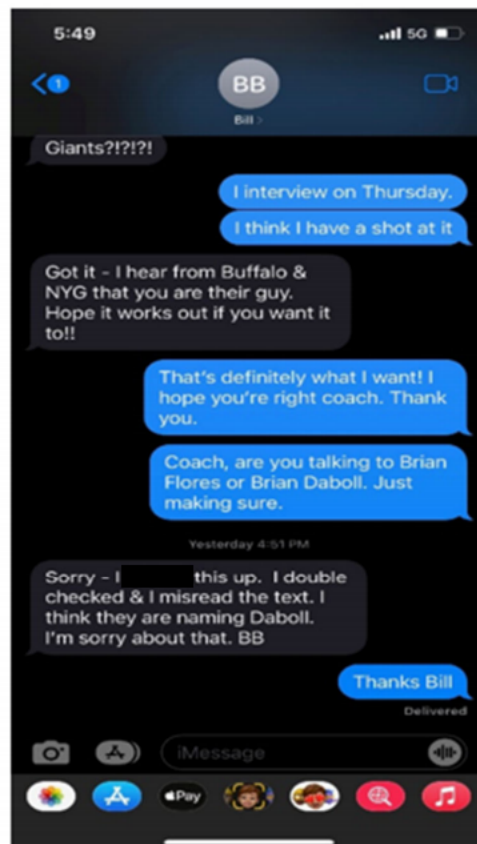 5:49
5G
1
BB
Bill >
Giants?!?!?!
I interview on Thursday.
I think I have a shot at it
Got it - I hear from Buffalo &
NYG that you are their guy.
Hope it works out if you want it
to!!
That's definitely what I want! I
hope you're right coach. Thank
you.
Coach, are you talking to Brian
Flores or Brian Daboll. Just
making sure.
Yesterday 4:51 PM
Sorry - I this up. I double
checked & I misread the text. I
think they are naming Daboll.
I'm sorry about that. BB
Thanks Bill
Delivered
iMessage
Pay